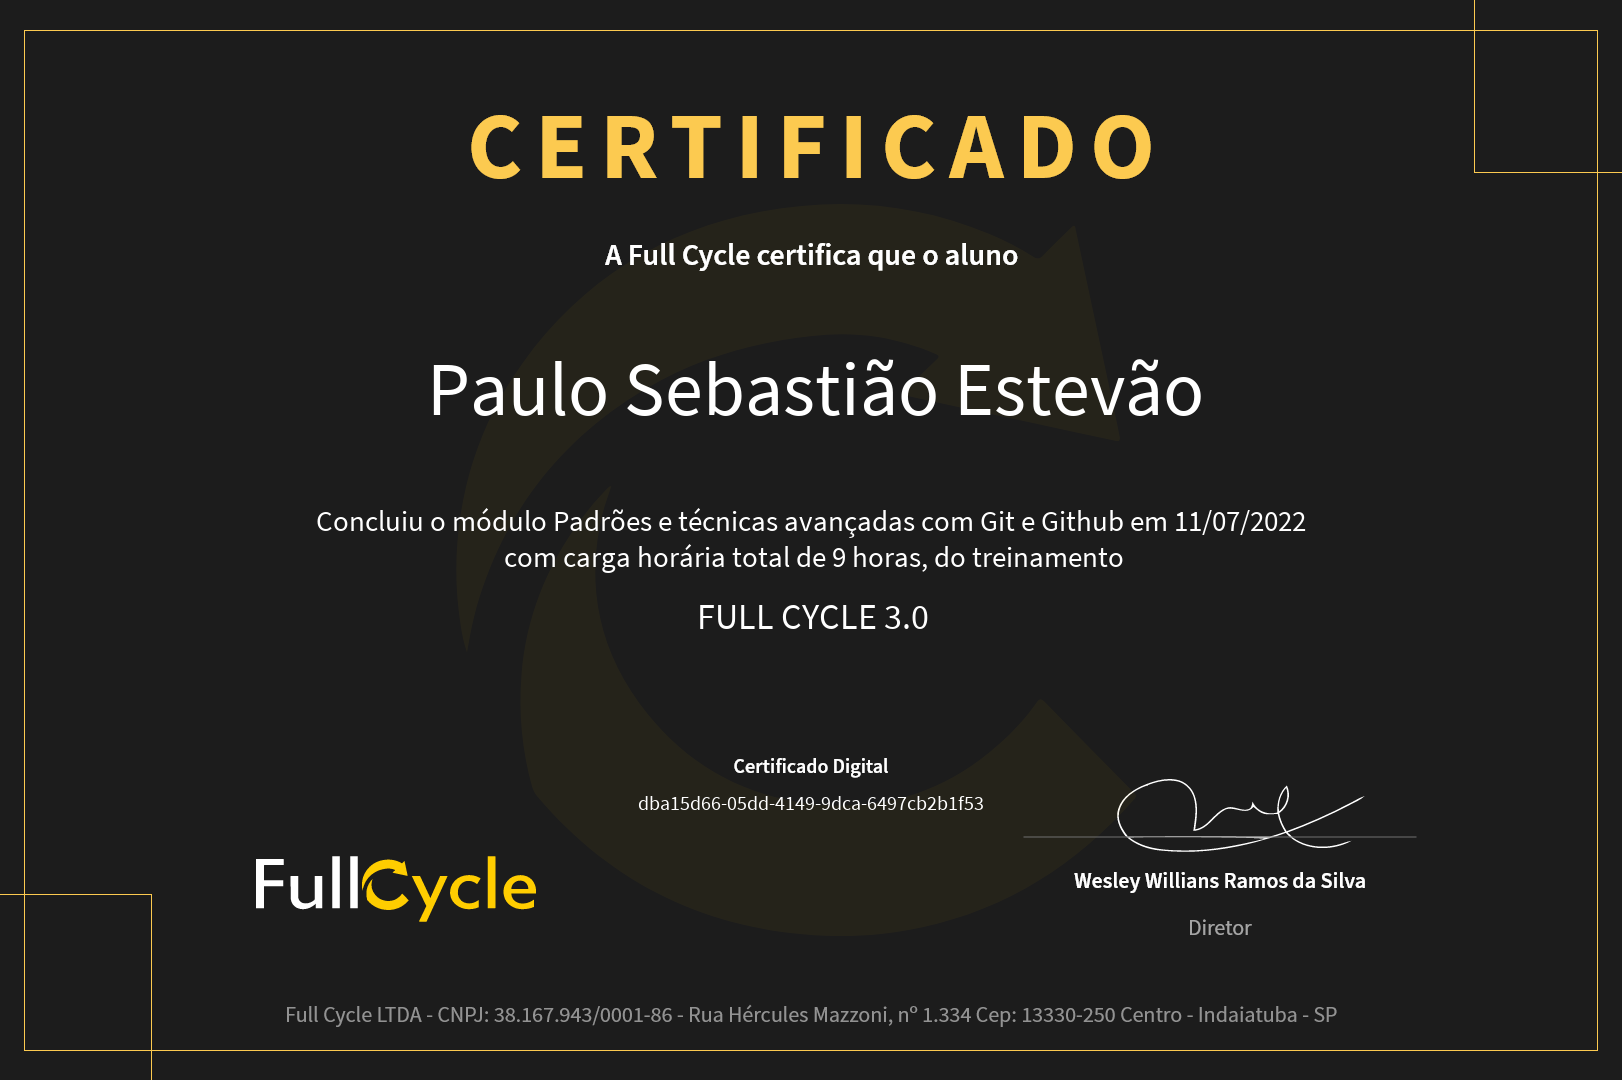 CERTIFICADO
A Full Cycle certifica que o aluno
Paulo Sebastião Estevão
Concluiu o módulo Padrões e técnicas avançadas com Git e Github em 11/07/2022
com carga horária total de 9 horas, do treinamento
FULL CYCLE 3.0
Certificado Digital
dba15d66-05dd-4149-9dca-6497cb2b1f53
FullCycle
Wesley Willians Ramos da Silva
Diretor
Full Cycle LTDA - CNPJ: 38.167.943/0001-86 - Rua Hércules Mazzoni, nº 1.334 Cep: 13330-250 Centro - Indaiatuba - SP